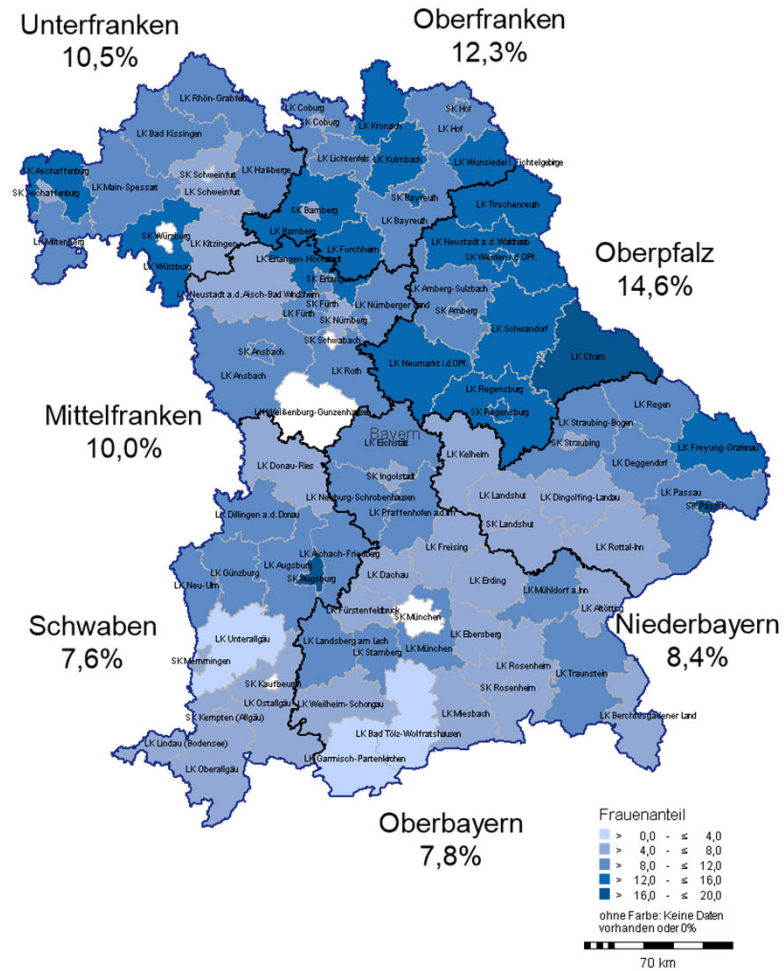 Unterfranken
10,5%
Oberfranken
12,3%
LK Rhön-Grabfeld
LK Coburg
SK Coburg
SK Hof
LK Hof
LK Kronach
LK Bad Kissingen
LK Lichtenfels
LK Kulmbach
LK Wunsiedel i.Fichtelgebirge
LK Aschaffenburg
SK Aschaffenburg
LK Main-Spessart
SK Schweinfurt
LK Schweinfurt
LK Haßberge
SK Bamberg
LK Bamberg
SK Bayreuth
LK Bayreuth
LK Tirschenreuth
LK Miltenberg
SK Würzburg
LK Würzburg
LK Kitzingen
LK Forchheim
LK Neustadt a.d.Waldnaab
SK Weiden i.d.OPf.
Oberpfalz
14,6%
LK Erlangen-Höchstadt
SK Erlangen
LK Neustadt a.d.Aisch-Bad Windsheim
SK Fürth
LK Fürth
SK Nürnberg
LK Nürnberger Land
LK Amberg-Sulzbach
SK Amberg
LK Schwandorf
SK Schwabach
SK Ansbach
LK Ansbach
LK Roth
LK Neumarkt i.d.OPf.
LK Cham
LK Regensburg
SK Regensburg
Mittelfranken
10,0%
LK Weißenburg-Gunzenhausen
Bayern
LK Eichstätt
LK Kelheim
LK Straubing-Bogen
SK Straubing
LK Regen
LK Freyung-Grafenau
LK Deggendorf
LK Donau-Ries
SK Ingolstadt
LK Neuburg-Schrobenhausen
LK Landshut
SK Landshut
LK Dingolfing-Landau
LK Passau
SK Passau
LK Dillingen a.d.Donau
LK Pfaffenhofen a.d.Ilm
LK Rottal-Inn
LK Aichach-Friedberg
LK Augsburg
SK Augsburg
LK Günzburg
LK Neu-Ulm
LK Freising
LK Dachau
LK Erding
LK Mühldorf a.Inn
LK Altötting
Schwaben
7,6%
LK Unterallgäu
SK Memmingen
LK Fürstenfeldbruck
SK München
LK München
LK Ebersberg
LK Landsberg am Lech
LK Starnberg
Niederbayern
8,4%
SK Kaufbeuren
LK Ostallgäu
LK Weilheim-Schongau
LK Rosenheim
SK Rosenheim
LK Traunstein
LK Berchtesgadener Land
SK Kempten (Allgäu)
LK Lindau (Bodensee)
LK Oberallgäu
LK Bad Tölz-Wolfratshausen
LK Miesbach
LK Garmisch-Partenkirchen
Oberbayern
7,8%
Frauenanteil
> 0,0 - ≤ 4,0
> 4,0 - ≤ 8,0
> 8,0 - ≤ 12,0
> 12,0 - ≤ 16,0
> 16,0 - ≤ 20,0
ohne Farbe: Keine Daten
vorhanden oder 0%
70 km